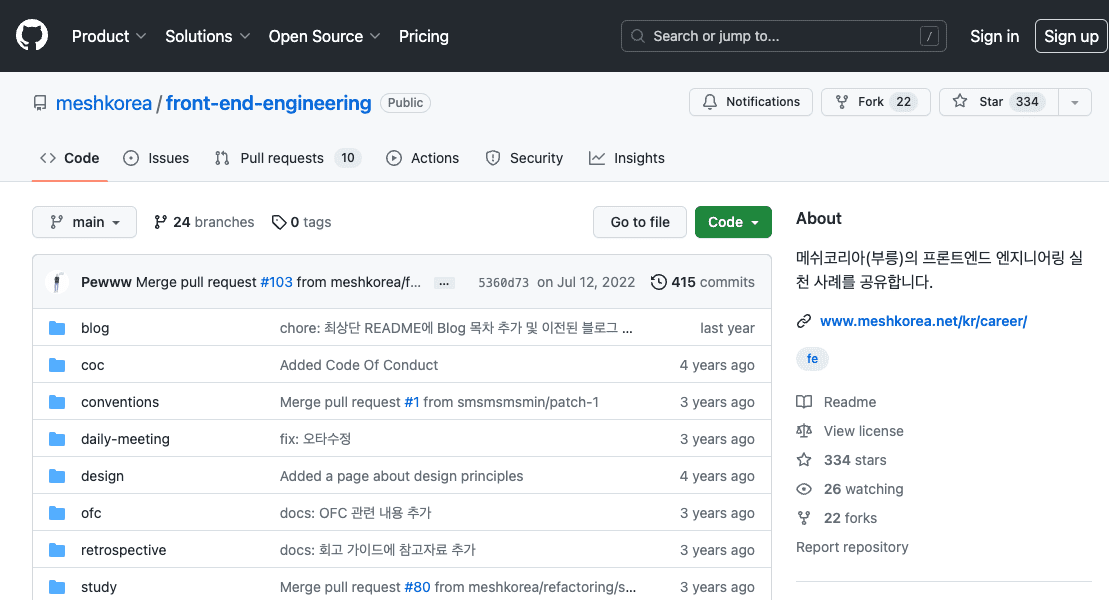 Product Solutions Open Source Pricing Search or jump to... / Sign in Sign up
meshkorea / front-end-engineering Public Notifications Fork 22 Star 334
Code Issues Pull requests 10 Actions Security Insights
main 24 branches 0 tags Go to file Code
Pewww Merge pull request #103 from meshkorea/f... ... 5360d73 on Jul 12, 2022 415 commits
blog chore: 최상단 README에 Blog 목차 추가 및 이전된 블로그 ... last year
coc Added Code Of Conduct 4 years ago
conventions Merge pull request #1 from smsmsmsmin/patch-1 3 years ago
daily-meeting fix: 오타수정 3 years ago
design Added a page about design principles 4 years ago
ofc docs: OFC 관련 내용 추가 3 years ago
retrospective docs: 회고 가이드에 참고자료 추가 3 years ago
study Merge pull request #80 from meshkorea/refactoring/s... 3 years ago
About
메쉬코리아(부릉)의 프론트엔드 엔지니어링 실
천 사례를 공유합니다.
www.meshkorea.net/kr/career/
fe
Readme
View license
334 stars
26 watching
22 forks
Report repository